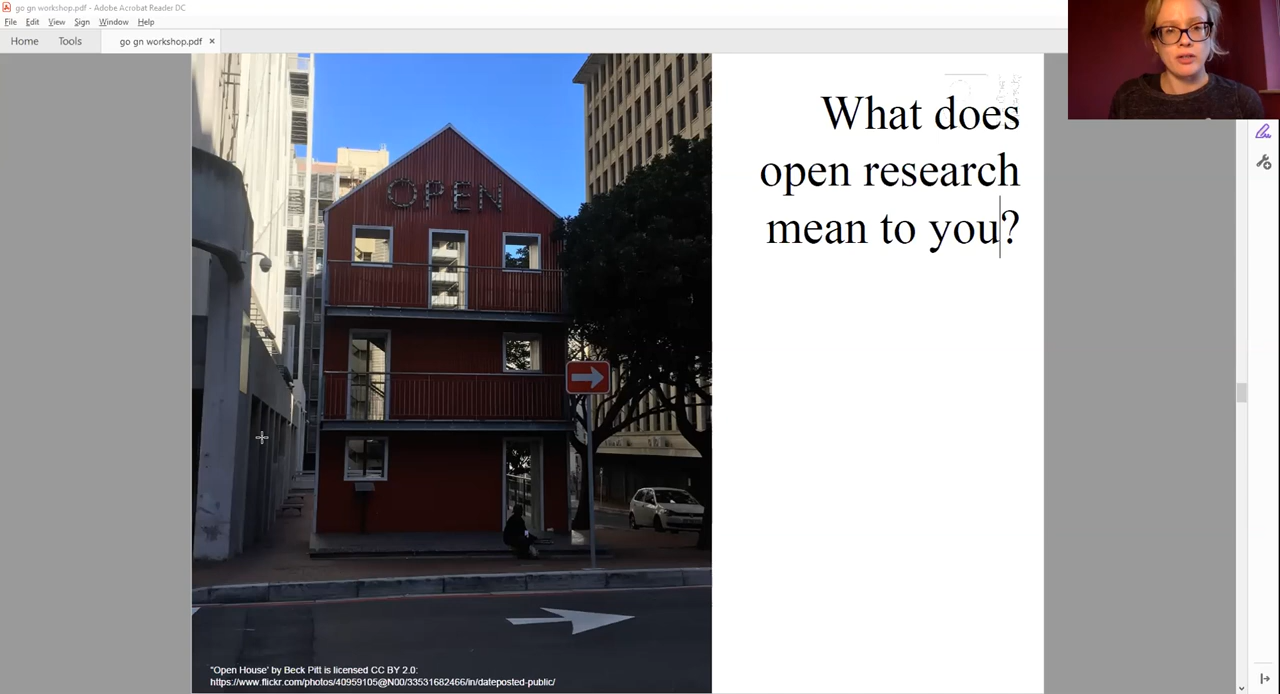 go gn workshop.pdf - Adobe Acrobat Reader DC
File Edit View Sign Window Help
Home Tools go gn workshop.pdf ×
OPEN
What does
open research
mean to you?
"Open House' by Beck Pitt is licensed CC BY 2.0:
https://www.flickr.com/photos/40959105@N00/33531682466/in/dateposted-public/